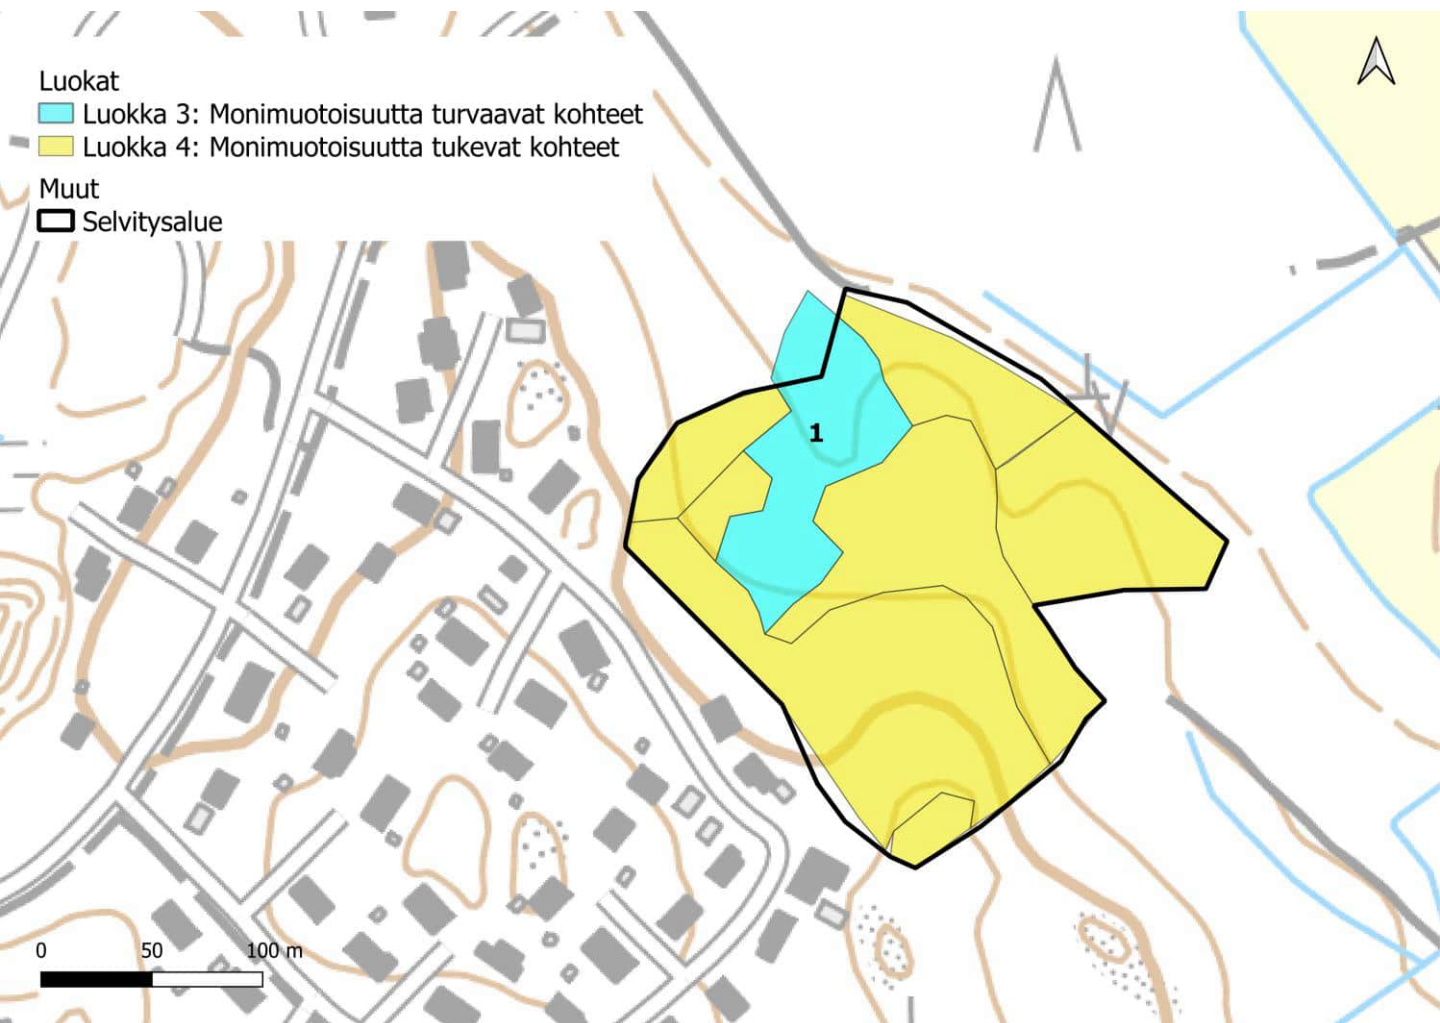 Luokat
Luokka 3: Monimuotoisuutta turvaavat kohteet
Luokka 4: Monimuotoisuutta tukevat kohteet
Muut
Selvitysalue
1
0 50 100 m